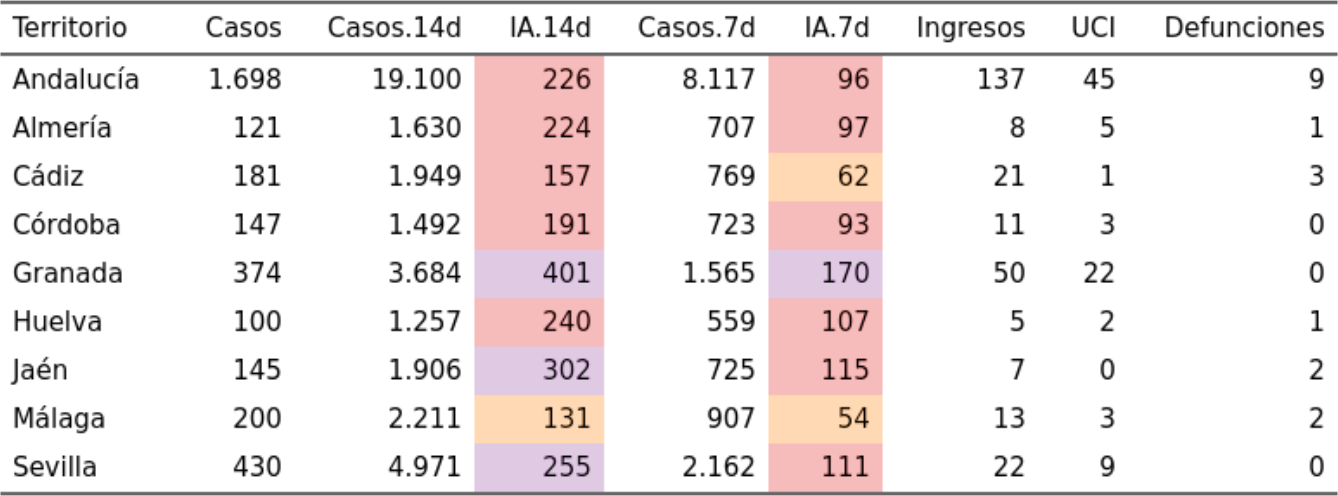 Territorio Casos Casos.14d IA.14d Casos.7d IA.7d Ingresos UCI Defunciones
Andalucía 1.698 19.100 226 8.117 96 137 45 9
Almería 121 1.630 224 707 97 8 5 1
Cádiz 181 1.949 157 769 62 21 1 3
Córdoba 147 1.492 191 723 93 11 3 0
Granada 374 3.684 401 1.565 170 50 22 0
Huelva 100 1.257 240 559 107 5 2 1
Jaén 145 1.906 302 725 115 7 0 2
Málaga 200 2.211 131 907 54 13 3 2
Sevilla 430 4.971 255 2.162 111 22 9 0